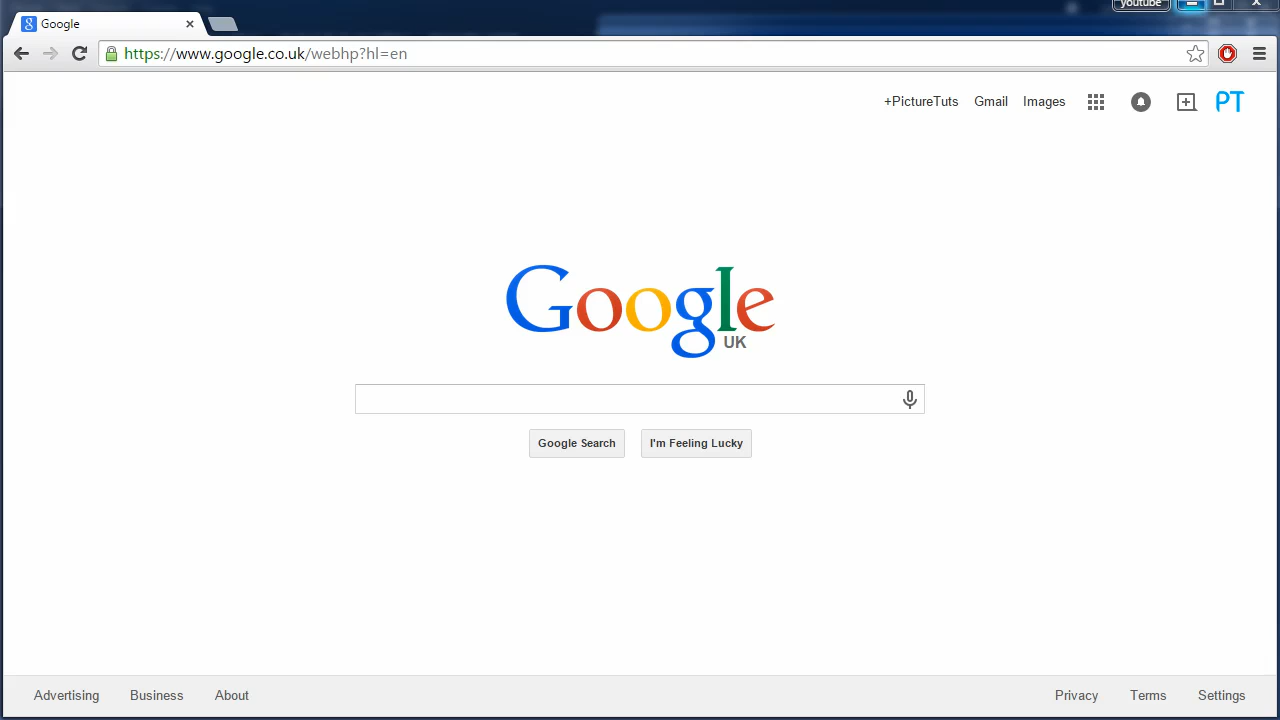 youtube
Google
https://www.google.co.uk/webhp?hl=en
+PictureTuts Gmail Images PT
Google
UK
Google Search I'm Feeling Lucky
Advertising Business About Privacy Terms Settings